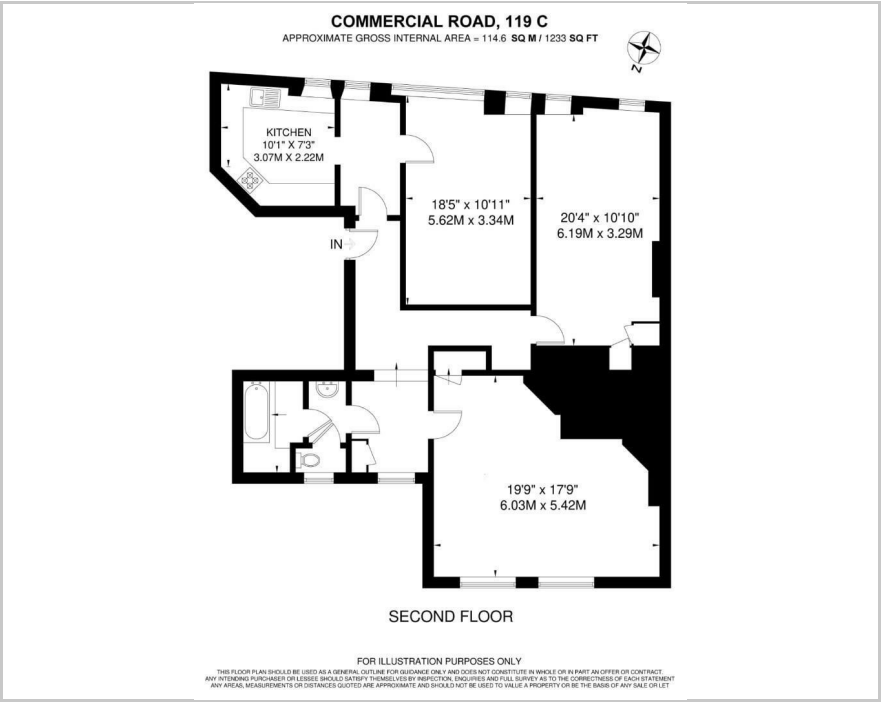 COMMERCIAL ROAD, 119 C
APPROXIMATE GROSS INTERNAL AREA = 114.6 SQ M / 1233 SQ FT
N
KITCHEN
10'1" X 7'3"
3.07M X 2.22M
18'5" x 10'11"
5.62M x 3.34M
20'4" x 10'10"
6.19M x 3.29M
IN
19'9" x 17'9"
6.03M x 5.42M
SECOND FLOOR
FOR ILLUSTRATION PURPOSES ONLY
THIS FLOOR PLAN SHOULD BE USED AS A GENERAL OUTLINE FOR GUIDANCE ONLY AND DOES NOT CONSTITUTE IN WHOLE OR IN PART AN OFFER OR CONTRACT.
ANY INTENDING PURCHASER OR LESSEE SHOULD SATISFY THEMSELVES BY INSPECTION, ENQUIRIES AND FULL SURVEY AS TO THE CORRECTNESS OF EACH STATEMENT
ANY AREAS, MEASUREMENTS OR DISTANCES QUOTED ARE APPROXIMATE AND SHOULD NOT BE USED TO VALUE A PROPERTY OR BE THE BASIS OF ANY SALE OR LET